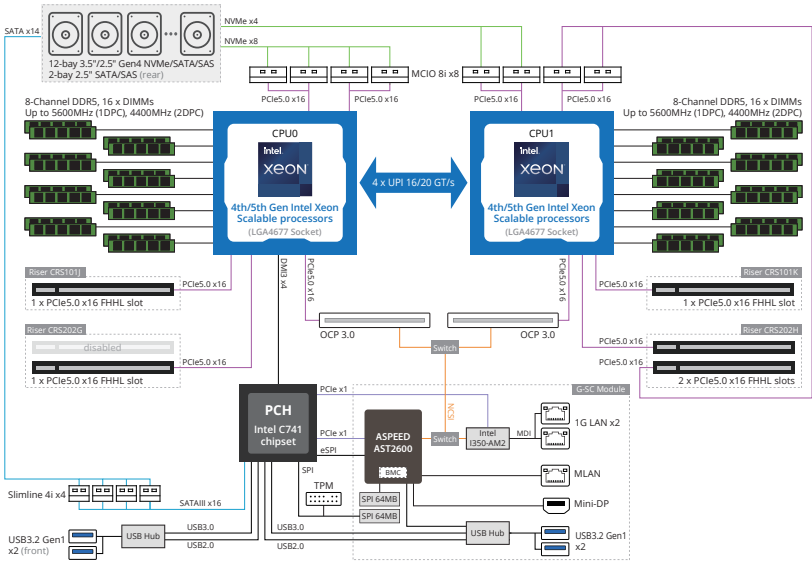 SATA x14
NVMe x4
NVMe x8
12-bay 3.5"/2.5" Gen4 NVMe/SATA/SAS
2-bay 2.5" SATA/SAS (rear)
MCIO 8i x8
PCIe5.0 x16
PCIe5.0 x16
PCIe5.0 x16
PCIe5.0 x16
8-Channel DDR5, 16 x DIMMs
Up to 5600MHz (1DPC), 4400MHz (2DPC)
8-Channel DDR5, 16 x DIMMs
Up to 5600MHz (1DPC), 4400MHz (2DPC)
CPU0
intel
xeon
4th/5th Gen Intel Xeon
Scalable processors
(LGA4677 Socket)
4 x UPI 16/20 GT/s
CPU1
intel
xeon
4th/5th Gen Intel Xeon
Scalable processors
(LGA4677 Socket)
Riser CRS101J
PCIe5.0 x16
1 x PCIe5.0 x16 FHHL slot
DMI3 x4
PCIe5.0 x16
PCIe5.0 x16
Riser CRS101K
PCIe5.0 x16
1 x PCIe5.0 x16 FHHL slot
Riser CRS202G
disabled
PCIe5.0 x16
1 x PCIe5.0 x16 FHHL slot
OCP 3.0
Switch
OCP 3.0
Riser CRS202H
PCIe5.0 x16
PCIe5.0 x16
2 x PCIe5.0 x16 FHHL slots
G-SC Module
PCH
Intel C741
chipset
PCIe x1
PCIe x1
eSPI
SPI
NCSI
ASPEED
AST2600
BMC
Switch
Intel
I350-AM2
MDI
1G LAN x2
MLAN
Mini-DP
TPM
SPI 64MB
SPI 64MB
Slimline 4i x4
SATAIII x16
USB3.2 Gen1
x2 (front)
USB Hub
USB3.0
USB2.0
USB3.0
USB2.0
USB Hub
USB3.2 Gen1
x2